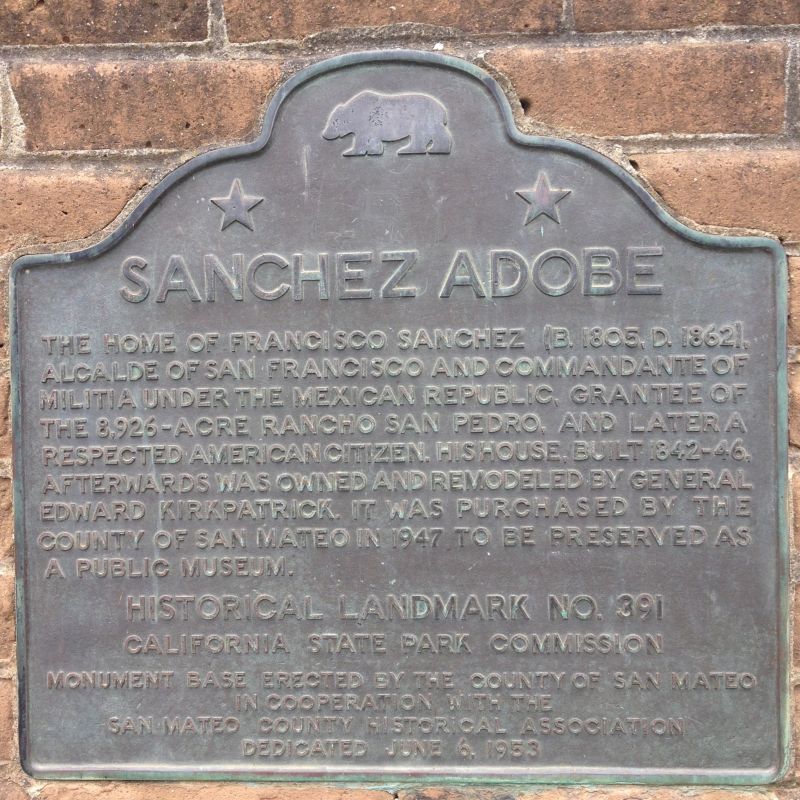 SANCHEZ ADOBE
THE HOME OF FRANCISCO SANCHEZ (B. 1805, D. 1862),
ALCALDE OF SAN FRANCISCO AND COMMANDANTE OF
MILITIA UNDER THE MEXICAN REPUBLIC, GRANTEE OF
THE 8,926-ACRE RANCHO SAN PEDRO, AND LATER A
RESPECTED AMERICAN CITIZEN. HIS HOUSE, BUILT 1842-46,
AFTERWARDS WAS OWNED AND REMODELED BY GENERAL
EDWARD KIRKPATRICK. IT WAS PURCHASED BY THE
COUNTY OF SAN MATEO IN 1947 TO BE PRESERVED AS
A PUBLIC MUSEUM.
HISTORICAL LANDMARK NO. 391
CALIFORNIA STATE PARK COMMISSION
MONUMENT BASE ERECTED BY THE COUNTY OF SAN MATEO
IN COOPERATION WITH THE
SAN MATEO COUNTY HISTORICAL ASSOCIATION
DEDICATED JUNE 6, 1953